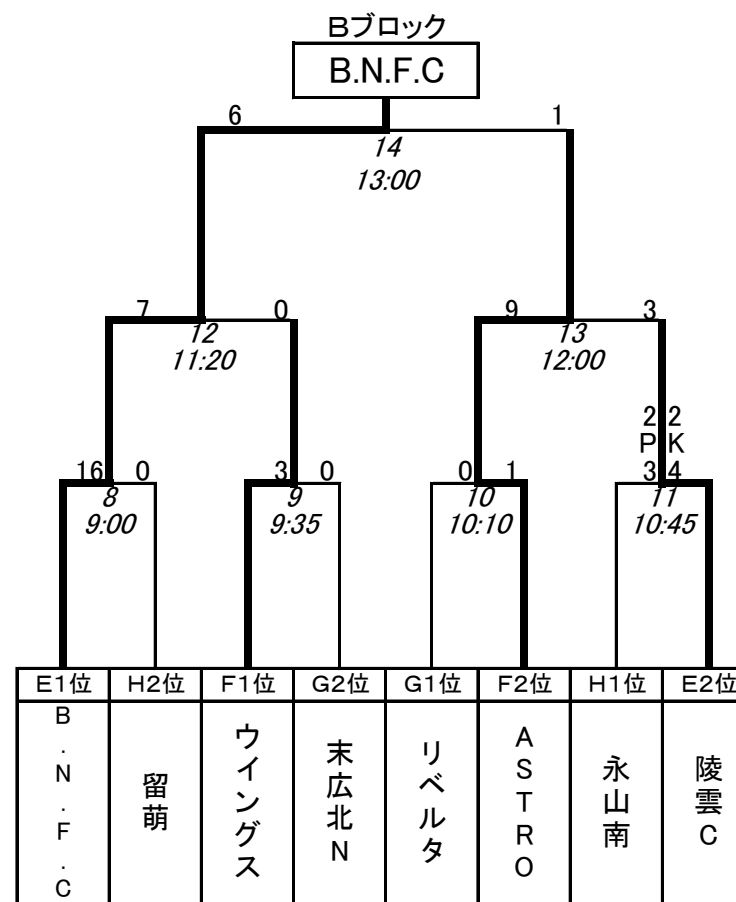 Bブロック
B.N.F.C
6 1
14
13:00
7 0 9 3
12 13
11:20 12:00
2 2
P K
16 0 3 0 0 1 3 4
8 9 10 11
9:00 9:35 10:10 10:45
E1位 H2位 F1位 G2位 G1位 F2位 H1位 E2位
B.N.F.C
留萌
ウイングス
末広北N
リベルタ
ASTRO
永山南
陵雲C